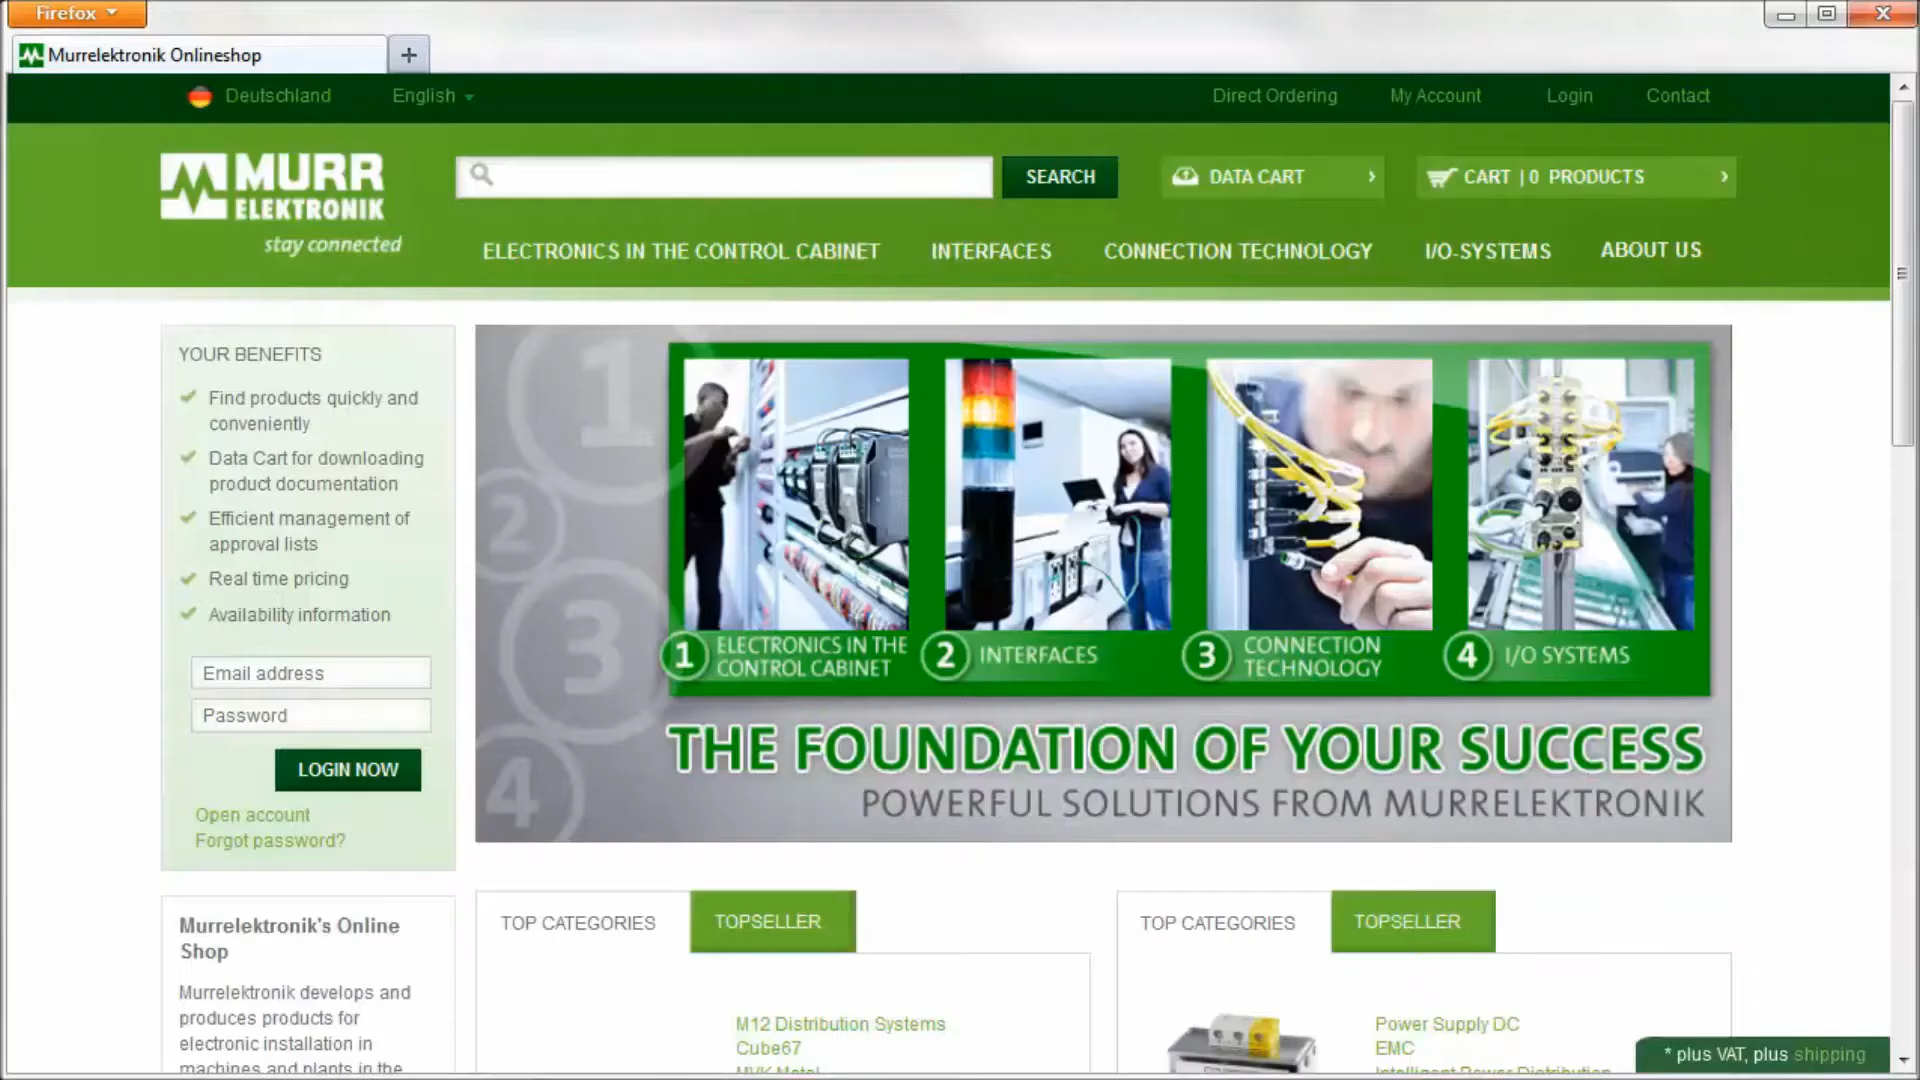 Firefox
Murrelektronik Onlineshop
Deutschland English Direct Ordering My Account Login Contact
MURR
ELEKTRONIK
stay connected
SEARCH DATA CART CART | 0 PRODUCTS
ELECTRONICS IN THE CONTROL CABINET INTERFACES CONNECTION TECHNOLOGY I/O-SYSTEMS ABOUT US
YOUR BENEFITS
Find products quickly and
conveniently
Data Cart for downloading
product documentation
Efficient management of
approval lists
Real time pricing
Availability information
Email address
Password
LOGIN NOW
Open account
Forgot password?
1
2
3
4
1 ELECTRONICS IN THE
CONTROL CABINET
2 INTERFACES
3 CONNECTION
TECHNOLOGY
4 I/O SYSTEMS
THE FOUNDATION OF YOUR SUCCESS
POWERFUL SOLUTIONS FROM MURRELEKTRONIK
Murrelektronik's Online
Shop
Murrelektronik develops and
produces products for
electronic installation in
machines and plants in the
TOP CATEGORIES TOPSELLER
M12 Distribution Systems
Cube67
MVK Metal
TOP CATEGORIES TOPSELLER
Power Supply DC
EMC
Intelligent Power Distribution
* plus VAT, plus shipping